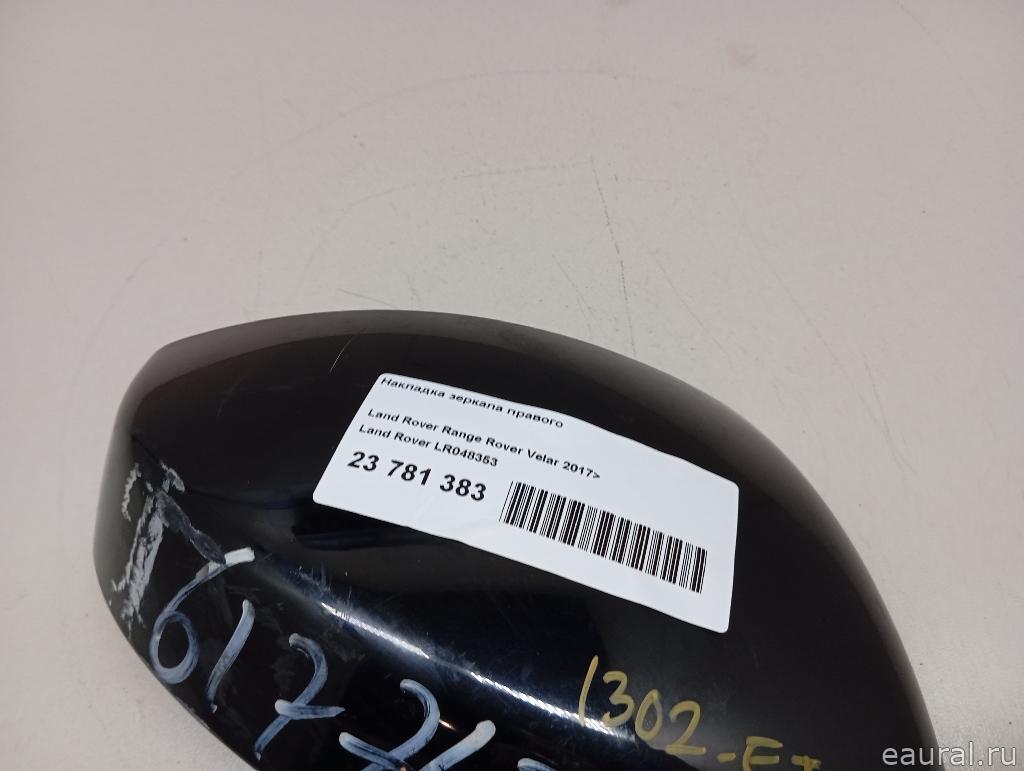 Накладка зеркала правого
Land Rover Range Rover Velar 2017>
Land Rover LR048353
23 781 383
1302-E
eaural.ru